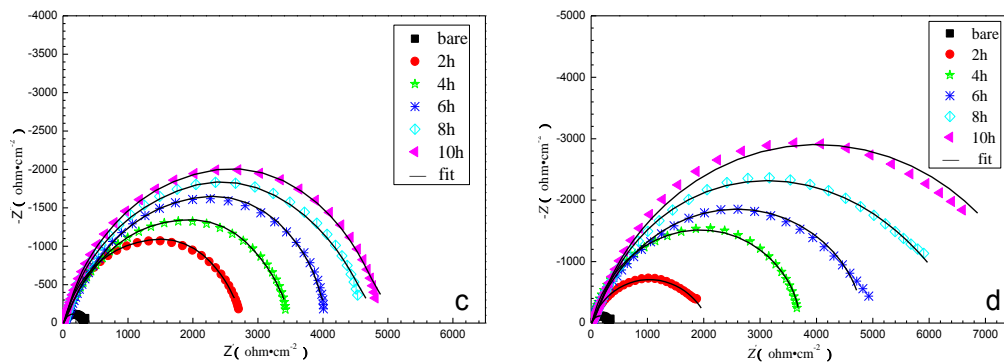 -4000
-3500
-3000
-2500
-2000
-1500
-1000
-500
0
0
1000
2000
3000
4000
5000
6000
-Z″( ohm•cm⁻²)
Z′( ohm•cm⁻²
bare
2h
4h
6h
8h
10h
fit
c
-5000
-4000
-3000
-2000
-1000
0
0
1000
2000
3000
4000
5000
6000
7000
-Z( ohm•cm⁻²
Z′( ohm•cm⁻²
bare
2h
4h
6h
8h
10h
fit
d